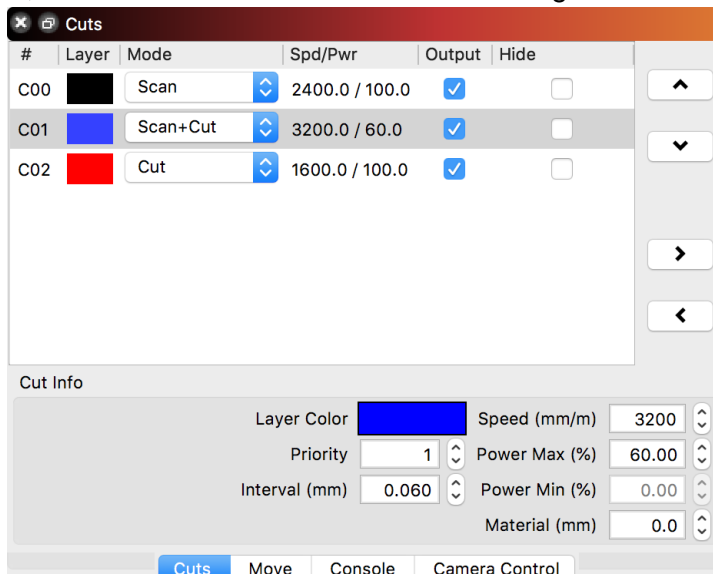 Cuts
# Layer Mode Spd/Pwr Output Hide
C00 Scan 2400.0 / 100.0
C01 Scan+Cut 3200.0 / 60.0
C02 Cut 1600.0 / 100.0
Cut Info
Layer Color Speed (mm/m) 3200
Priority 1 Power Max (%) 60.00
Interval (mm) 0.060 Power Min (%) 0.00
Material (mm) 0.0
Cuts Move Console Camera Control